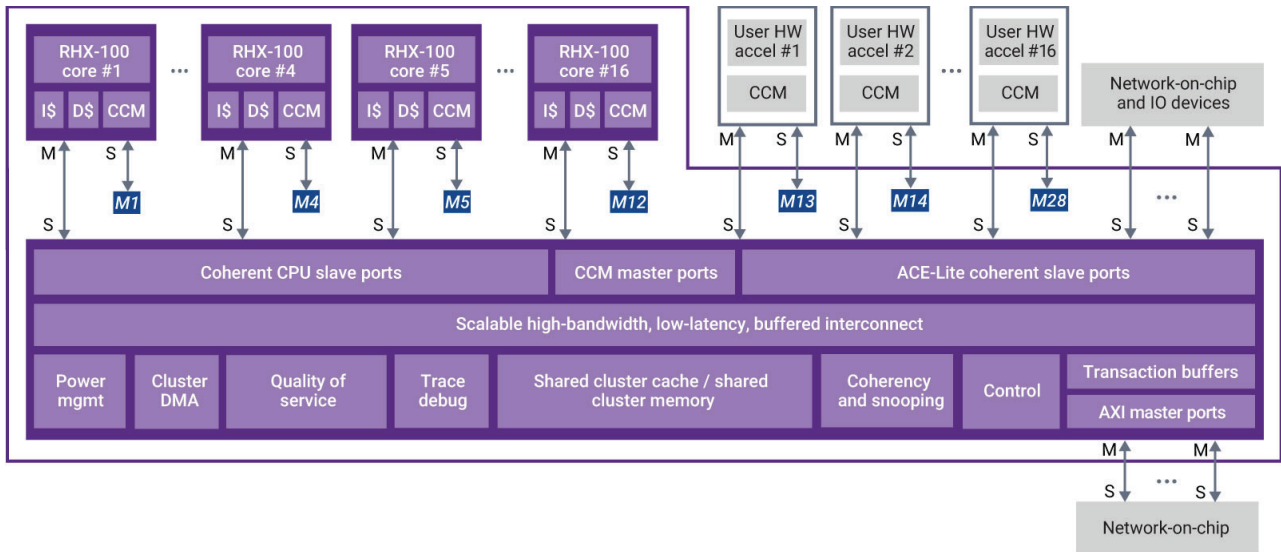 RHX-100
core #1
I$ D$ CCM
...
RHX-100
core #4
I$ D$ CCM
RHX-100
core #5
I$ D$ CCM
...
RHX-100
core #16
I$ D$ CCM
User HW
accel #1
CCM
User HW
accel #2
CCM
...
User HW
accel #16
CCM
Network-on-chip
and IO devices
M S M S M S M S M S M S M S M M
M1 M4 M5 M12 M13 M14 M28 ...
S S S S S S S S S
Coherent CPU slave ports
CCM master ports
ACE-Lite coherent slave ports
Scalable high-bandwidth, low-latency, buffered interconnect
Power
mgmt
Cluster
DMA
Quality of
service
Trace
debug
Shared cluster cache / shared
cluster memory
Coherency
and snooping
Control
Transaction buffers
AXI master ports
M M
...
S S
Network-on-chip